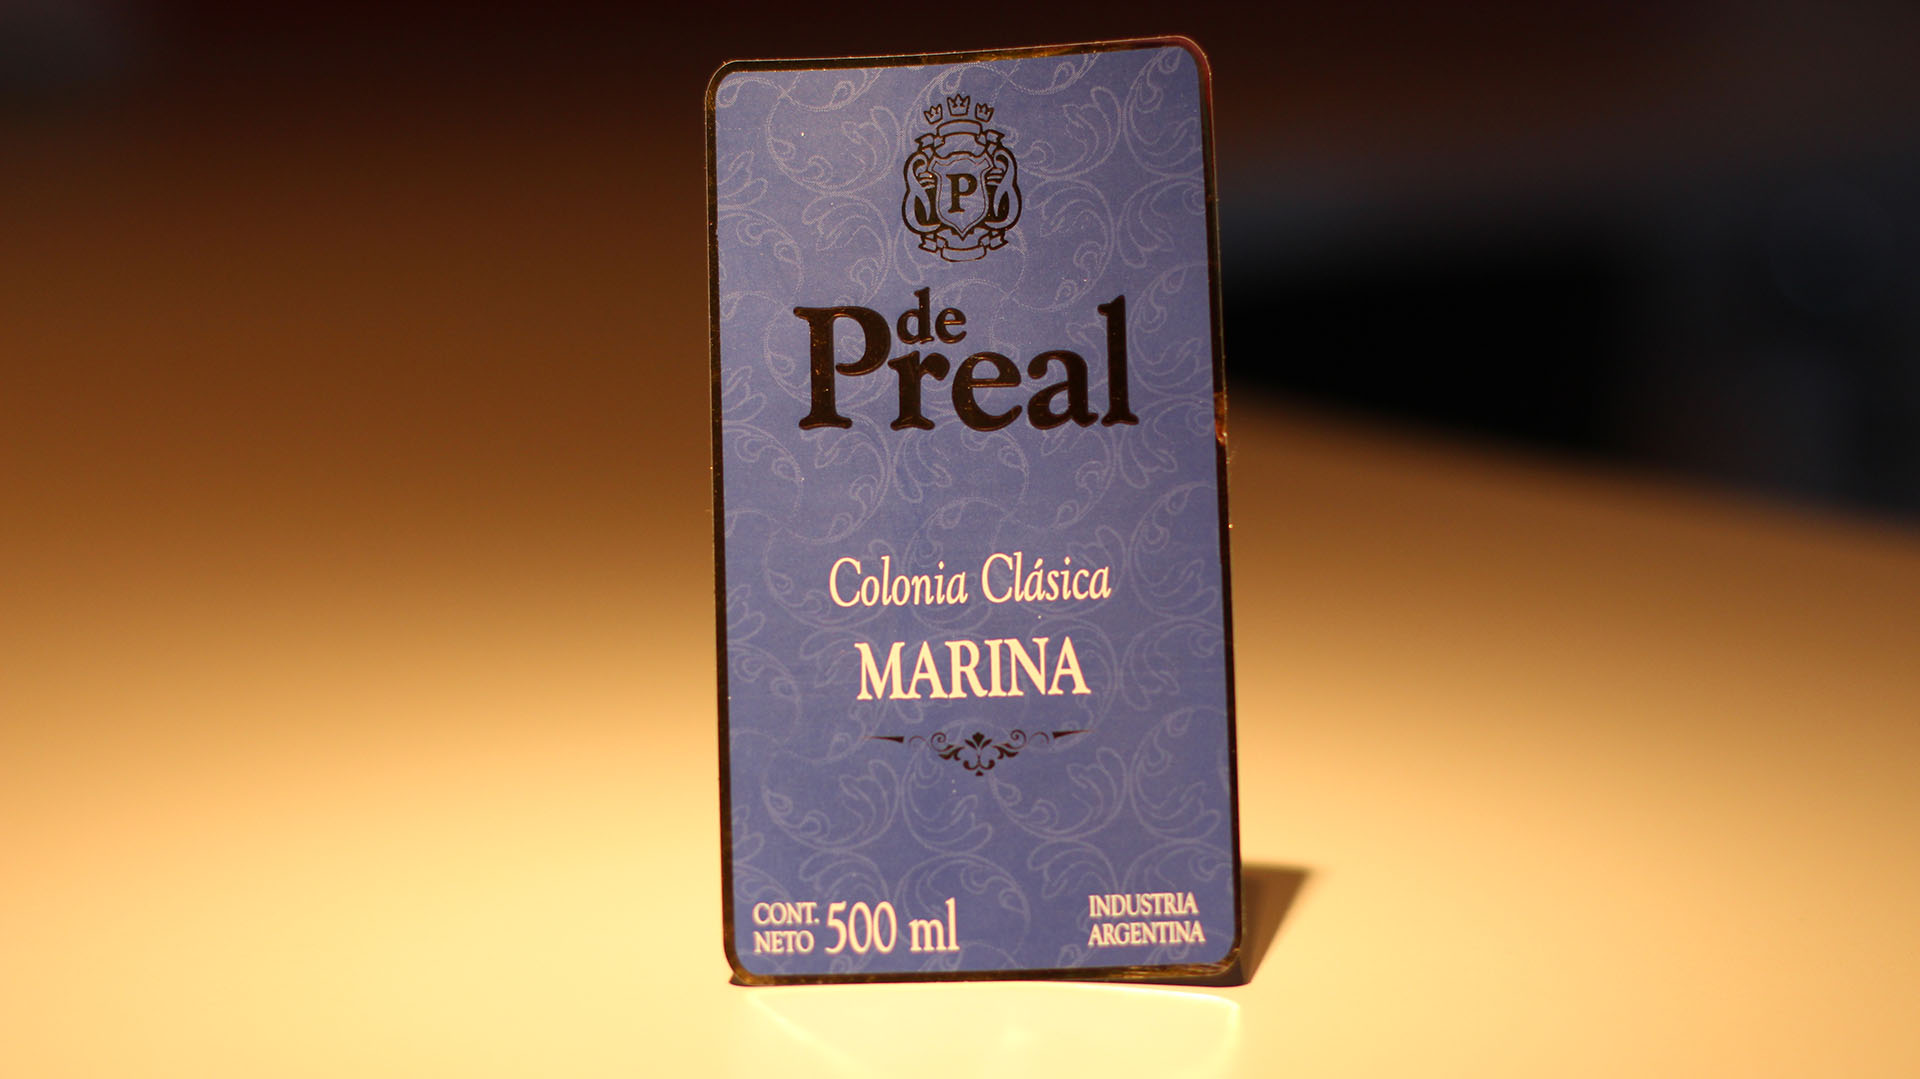 P
de
Preal
Colonia Clásica
MARINA
CONT. NETO 500 ml
INDUSTRIA
ARGENTINA